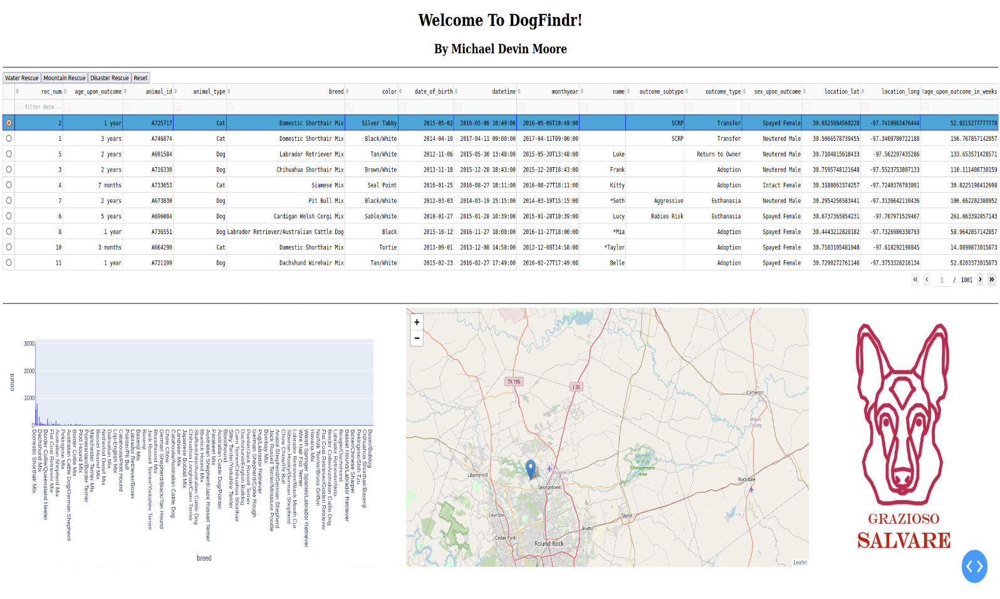 Welcome To DogFindr!
By Michael Devin Moore
Water Rescue Mountain Rescue Disaster Rescue Reset
rec_num age_upon_outcome animal_id animal_type breed color date_of_birth datetime monthyear name outcome_subtype outcome_type sex_upon_outcome location_lat location_long age_upon_outcome_in_weeks
filter data...
2 1 year A725717 Cat Domestic Shorthair Mix Silver Tabby 2015-05-02 2016-05-06 10:49:00 2016-05-06T10:49:00 SCRP Transfer Spayed Female 30.6525984560228 -97.7419963476444 52.9215277777778
1 3 years A746874 Cat Domestic Shorthair Mix Black/White 2014-04-10 2017-04-11 09:00:00 2017-04-11T09:00:00 SCRP Transfer Neutered Male 30.5066578739455 -97.3408780722188 156.767857142857
5 2 years A691584 Dog Labrador Retriever Mix Tan/White 2012-11-06 2015-05-30 13:48:00 2015-05-30T13:48:00 Luke Return to Owner Neutered Male 30.7104815618433 -97.562297435286 133.653571428571
3 2 years A716330 Dog Chihuahua Shorthair Mix Brown/White 2013-11-18 2015-12-28 18:43:00 2015-12-28T18:43:00 Frank Adoption Neutered Male 30.7595748121648 -97.5523753807133 110.111408730159
4 7 months A733653 Cat Siamese Mix Seal Point 2016-01-25 2016-08-27 18:11:00 2016-08-27T18:11:00 Kitty Adoption Intact Female 30.3188063374257 -97.7240376703891 30.8225198412698
7 2 years A673830 Dog Pit Bull Mix Black/White 2012-03-03 2014-03-19 15:15:00 2014-03-19T15:15:00 *Seth Aggressive Euthanasia Neutered Male 30.2954256583441 -97.3136642110436 106.662202380952
6 5 years A696004 Dog Cardigan Welsh Corgi Mix Sable/White 2010-01-27 2015-01-28 10:39:00 2015-01-28T10:39:00 Lucy Rabies Risk Euthanasia Spayed Female 30.6737365854231 -97.707971529467 261.063392857143
8 1 year A736551 Dog Labrador Retriever/Australian Cattle Dog Black 2015-10-12 2016-11-27 18:00:00 2016-11-27T18:00:00 *Mia Adoption Spayed Female 30.4443212820182 -97.7326980338793 58.9642857142857
10 3 months A664290 Cat Domestic Shorthair Mix Tortie 2013-09-01 2013-12-08 14:58:00 2013-12-08T14:58:00 *Taylor Adoption Spayed Female 30.7583105481048 -97.618292198845 14.0890873015873
11 1 year A721199 Dog Dachshund Wirehair Mix Tan/White 2015-02-23 2016-02-27 17:49:00 2016-02-27T17:49:00 Belle Adoption Spayed Female 30.7290272761146 -97.3753328216134 52.8203373015873
« ‹ 1 / 1001 › »
3000
2000
1000
0
count
Domestic Shorthair Mix
Dachshund Mix
Border Collie/Queensland Heeler
Flat Coat Retriever Mix
Australian Shepherd Mix
Pekingese Mix
Australian Cattle Dog/German Shepherd
Border Collie Mix
Plott Hound Mix
Pomeranian/Border Terrier
Manchester Terrier Mix
Basset Hound Mix
Netherlnd Dwarf Mix
Dalmatian Mix
Lop-English Mix
Catahoula/Plott Hound
Pointer/Pit Bull
Labrador Retriever/Boxer
Basenji Mix
Basenji
Jack Russell Terrier/Yorkshire Terrier
Bloodhound Mix
German Shepherd/Black/Tan Hound
Chow Chow
Catahoula/Australian Cattle Dog
Landseer Mix
Japanese Bobtail Mix
Chihuahua Longhair/Cairn Terrier
Staffordshire/Australian Cattle Dog
Bluetick Hound Mix
Australian Shepherd/Jack Russell Terrier
Parakeet Mix
Australian Cattle Dog/Pointer
Bloodhound
Silky Terrier/Yorkshire Terrier
Cairn Terrier/Chihuahua Shorthair
Dachshund/English Bulldog
Pointer/Jack Russell Terrier
German Shepherd/Collie Rough
Pug/Labrador Retriever
Bombay Mix
Jack Russell Terrier/Miniature Poodle
Anatol Shepherd/German Shepherd
Chow Chow/Pit Bull
Siberian Husky/German Shepherd
Labrador Retriever/Black Mouth Cur
Wire Hair Fox Terrier
Welsh Springer Spaniel/Labrador Retriever
Havana Mix
Norfolk Terrier/Bruss Griffon
Flat Coat Retriever/Golden Retriever
Border Collie/Australian Cattle Dog
Labrador Retriever/Akita
Beagle/Dachshund
Basset Hound/Labrador Retriever
Boxer/Chinese Sharpei
Pekingese/Shih Tzu
Chihuahua Shorthair/Basenji
Boxer/Bulldog
breed
+
−
TX 195
I 35
Cameron
Milam County
Granger Wildlife Management Area
Williamson County
Liberty Hill
Georgetown
Rockdale
Leander
Taylor
Hutto
Cedar Park
Round Rock
Leaflet
GRAZIOSO
SALVARE